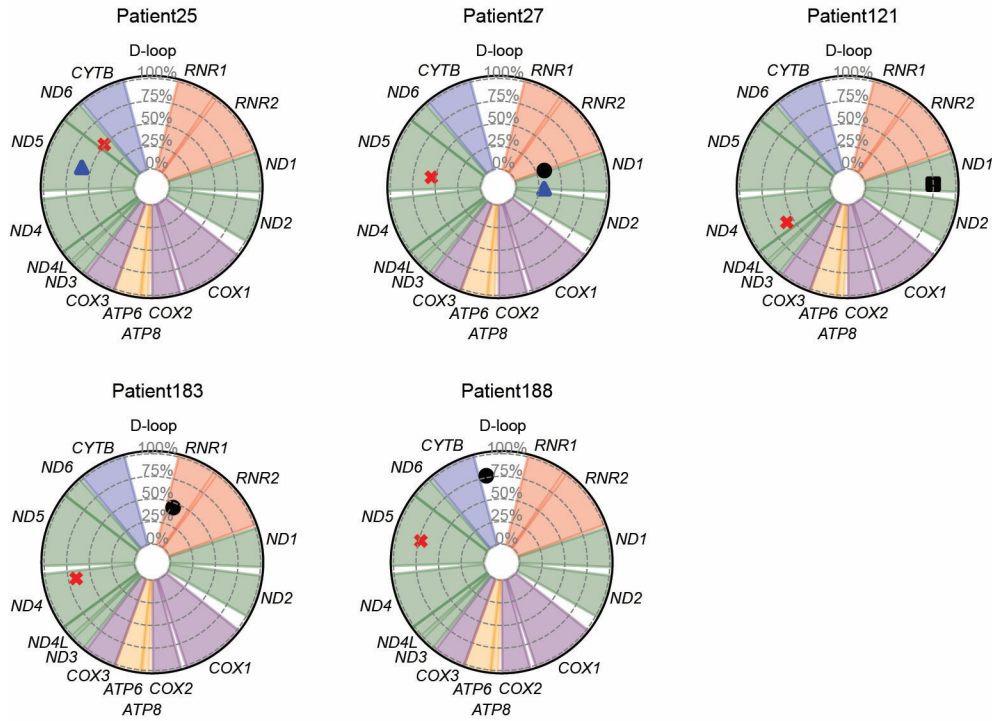 Patient25
D-loop
CYTB
100%
RNR1
ND6
75%
RNR2
50%
ND5
25%
ND1
0%
ND4
ND2
ND4L
ND3
COX3
COX1
ATP6
COX2
ATP8
Patient27
D-loop
CYTB
100%
RNR1
ND6
75%
RNR2
50%
ND5
25%
ND1
0%
ND4
ND2
ND4L
ND3
COX3
COX1
ATP6
COX2
ATP8
Patient121
D-loop
CYTB
100%
RNR1
ND6
75%
RNR2
50%
ND5
25%
ND1
0%
ND4
ND2
ND4L
ND3
COX3
COX1
ATP6
COX2
ATP8
Patient183
D-loop
CYTB
100%
RNR1
ND6
75%
RNR2
50%
ND5
25%
ND1
0%
ND4
ND2
ND4L
ND3
COX3
COX1
ATP6
COX2
ATP8
Patient188
D-loop
CYTB
100%
RNR1
ND6
75%
RNR2
50%
ND5
25%
ND1
0%
ND4
ND2
ND4L
ND3
COX3
COX1
ATP6
COX2
ATP8